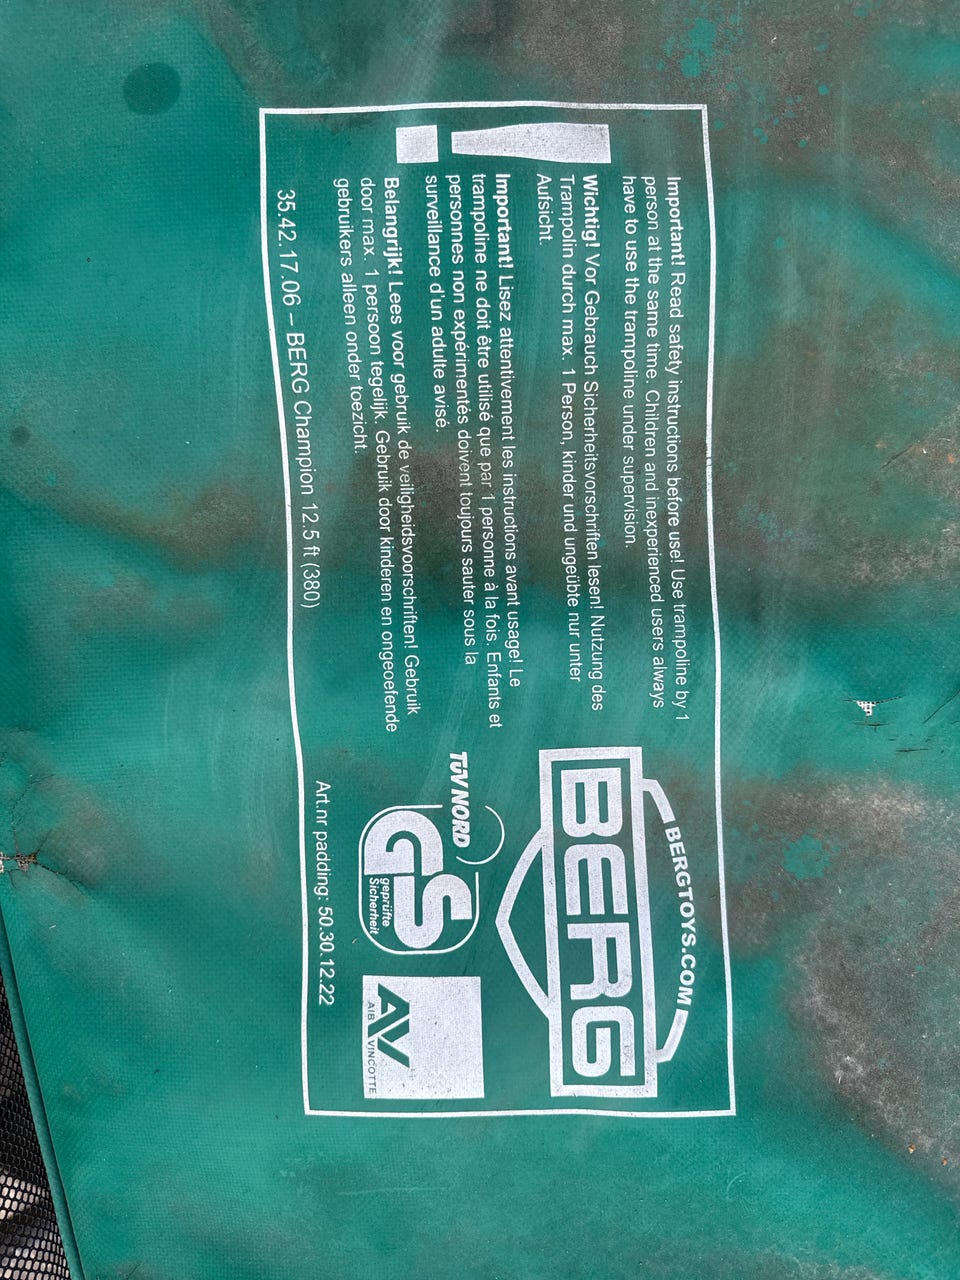 Important! Read safety instructions before use! Use trampoline by 1
person at the same time. Children and inexperienced users always
have to use the trampoline under supervision.
Wichtig! Vor Gebrauch Sicherheitsvorschriften lesen! Nutzung des
Trampolin durch max. 1 Person, kinder und ungeübte nur unter
Aufsicht.
Important! Lisez attentivement les instructions avant usage! Le
trampoline ne doit être utilisé que par 1 personne à la fois. Enfants et
personnes non expérimentés doivent toujours sauter sous la
surveillance d'un adulte avisé.
Belangrijk! Lees voor gebruik de veiligheidsvoorschriften! Gebruik
door max. 1 persoon tegelijk. Gebruik door kinderen en ongeoefende
gebruikers alleen onder toezicht.
35.42.17.06 – BERG Champion 12.5 ft (380)
BERGTOYS.COM
BERG
TÜV NORD
GS
geprüfte
Sicherheit
AV
AIB VINÇOTTE
Art.nr padding: 50.30.12.22